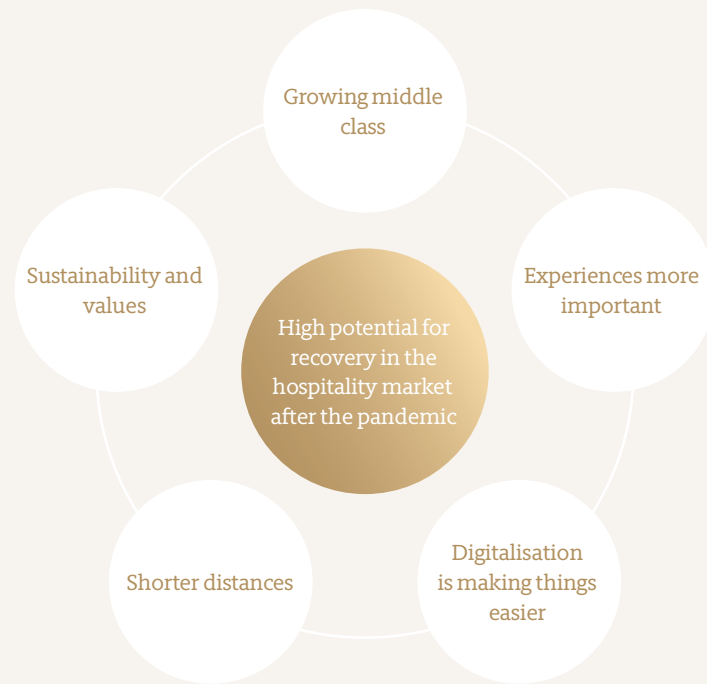 Growing middle
class
Sustainability and
values
Experiences more
important
High potential for
recovery in the
hospitality market
after the pandemic
Shorter distances
Digitalisation
is making things
easier